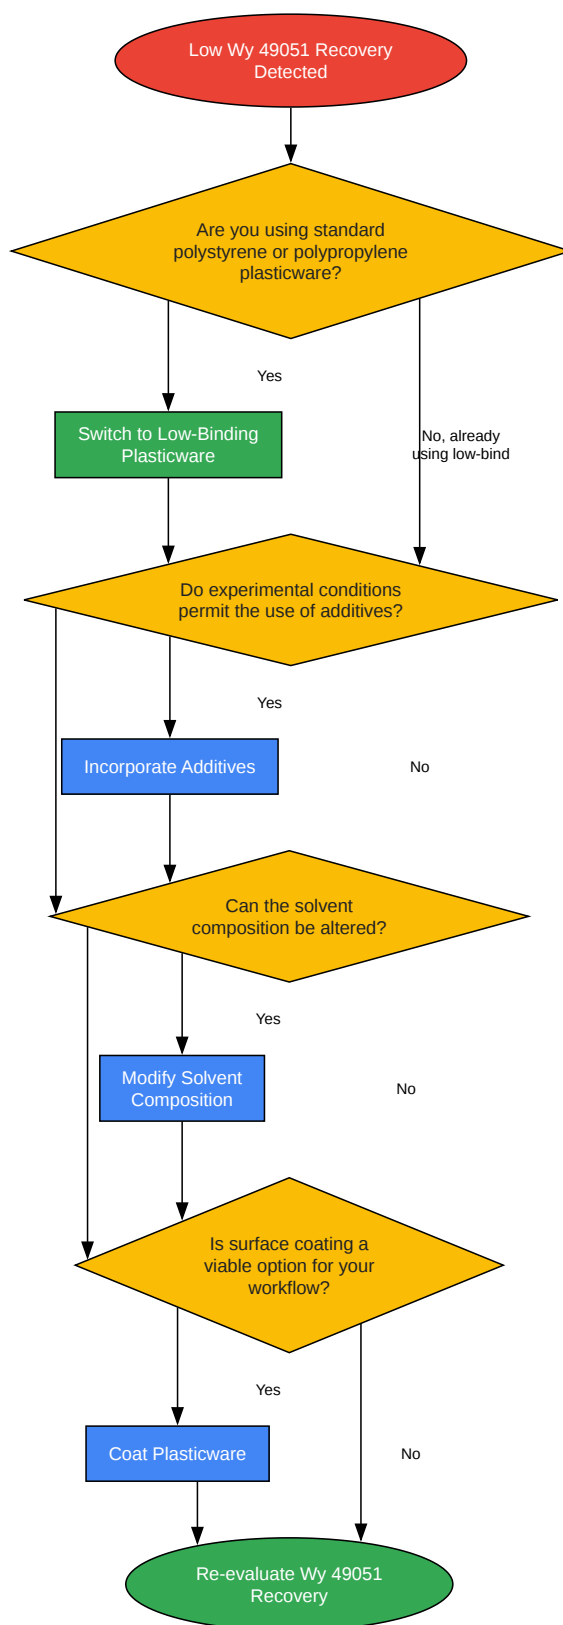 Low Wy 49051 Recovery
Detected
Are you using standard
polystyrene or polypropylene
plasticware?
Yes
Switch to Low-Binding
Plasticware
No, already
using low-bind
Do experimental conditions
permit the use of additives?
Yes
Incorporate Additives
No
Can the solvent
composition be altered?
Yes
Modify Solvent
Composition
No
Is surface coating a
viable option for your
workflow?
Yes
Coat Plasticware
No
Re-evaluate Wy 49051
Recovery